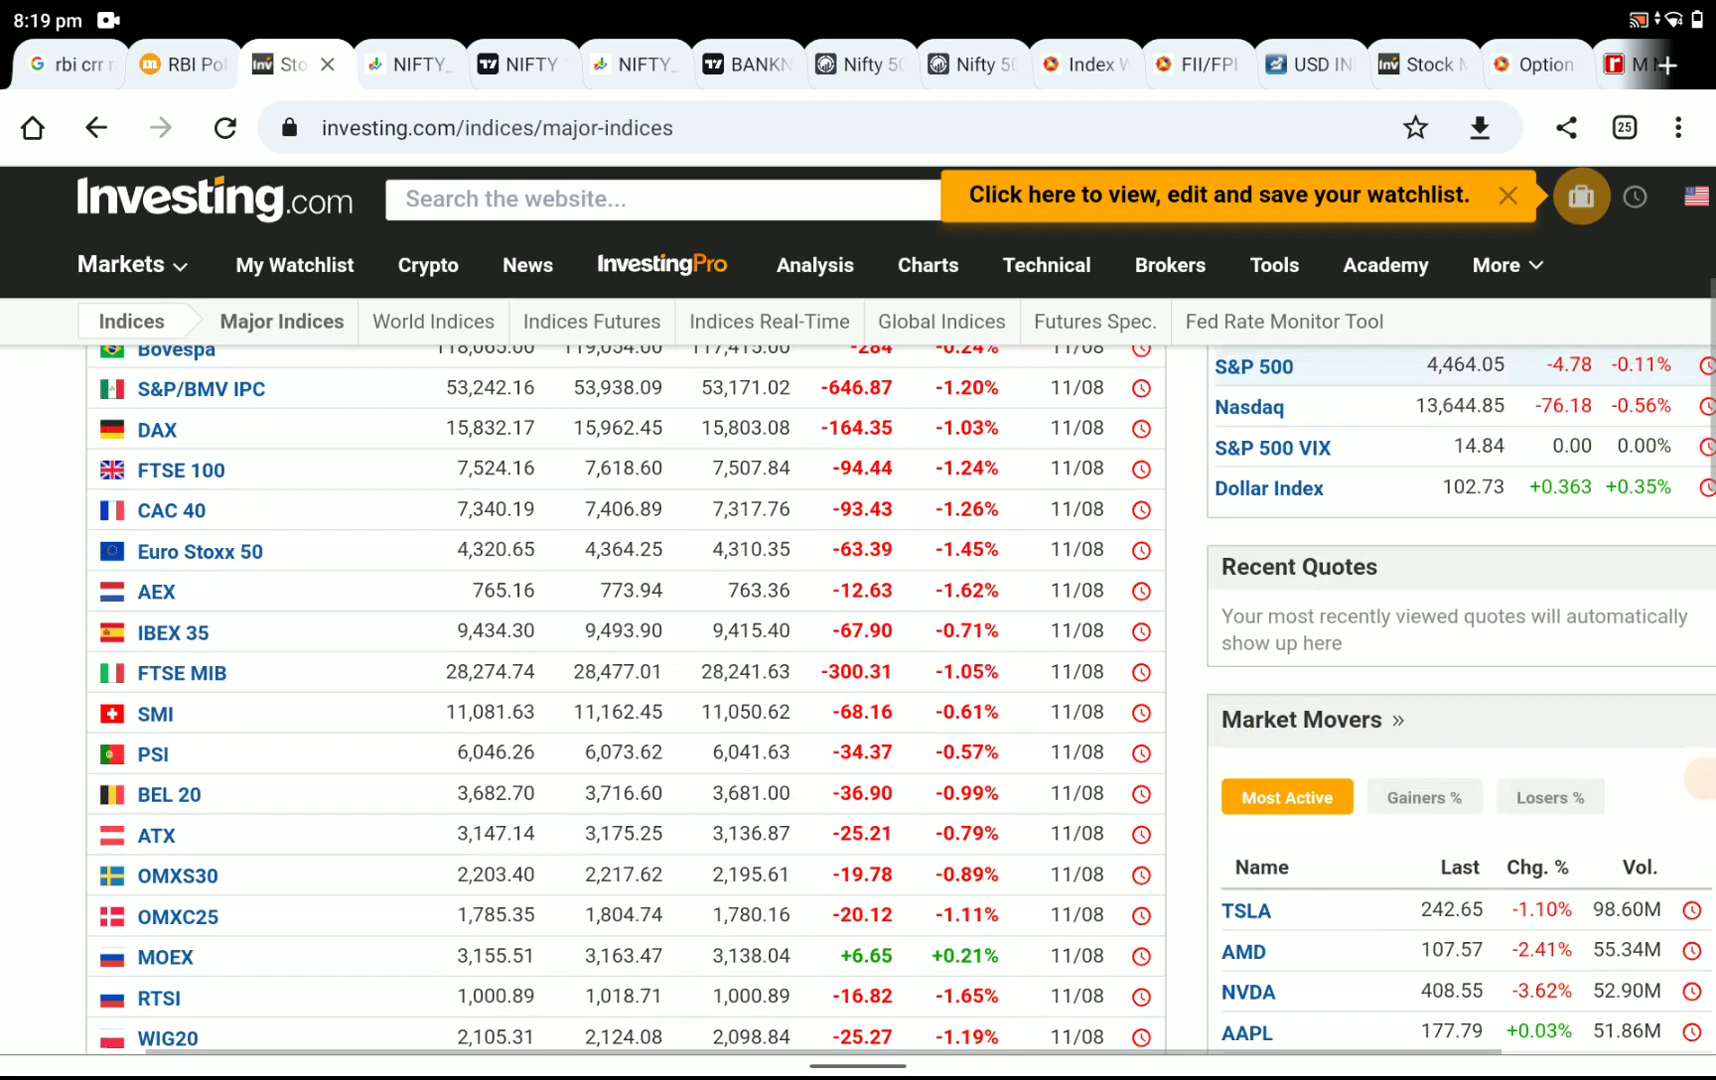 8:19 pm
rbi crr r
RBI Pol
Sto
NIFTY_
NIFTY
NIFTY_
BANKN
Nifty 50
Nifty 50
Index W
FII/FPI
USD IN
Stock M
Option
M
investing.com/indices/major-indices
25
Investing.com
Search the website...
Click here to view, edit and save your watchlist.
Markets My Watchlist Crypto News InvestingPro Analysis Charts Technical Brokers Tools Academy More
Indices Major Indices World Indices Indices Futures Indices Real-Time Global Indices Futures Spec. Fed Rate Monitor Tool
Bovespa 118,065.00 119,054.00 117,415.00 -284 -0.24% 11/08
S&P/BMV IPC 53,242.16 53,938.09 53,171.02 -646.87 -1.20% 11/08
DAX 15,832.17 15,962.45 15,803.08 -164.35 -1.03% 11/08
FTSE 100 7,524.16 7,618.60 7,507.84 -94.44 -1.24% 11/08
CAC 40 7,340.19 7,406.89 7,317.76 -93.43 -1.26% 11/08
Euro Stoxx 50 4,320.65 4,364.25 4,310.35 -63.39 -1.45% 11/08
AEX 765.16 773.94 763.36 -12.63 -1.62% 11/08
IBEX 35 9,434.30 9,493.90 9,415.40 -67.90 -0.71% 11/08
FTSE MIB 28,274.74 28,477.01 28,241.63 -300.31 -1.05% 11/08
SMI 11,081.63 11,162.45 11,050.62 -68.16 -0.61% 11/08
PSI 6,046.26 6,073.62 6,041.63 -34.37 -0.57% 11/08
BEL 20 3,682.70 3,716.60 3,681.00 -36.90 -0.99% 11/08
ATX 3,147.14 3,175.25 3,136.87 -25.21 -0.79% 11/08
OMXS30 2,203.40 2,217.62 2,195.61 -19.78 -0.89% 11/08
OMXC25 1,785.35 1,804.74 1,780.16 -20.12 -1.11% 11/08
MOEX 3,155.51 3,163.47 3,138.04 +6.65 +0.21% 11/08
RTSI 1,000.89 1,018.71 1,000.89 -16.82 -1.65% 11/08
WIG20 2,105.31 2,124.08 2,098.84 -25.27 -1.19% 11/08
S&P 500 4,464.05 -4.78 -0.11%
Nasdaq 13,644.85 -76.18 -0.56%
S&P 500 VIX 14.84 0.00 0.00%
Dollar Index 102.73 +0.363 +0.35%
Recent Quotes
Your most recently viewed quotes will automatically
show up here
Market Movers »
Most Active Gainers % Losers %
Name Last Chg. % Vol.
TSLA 242.65 -1.10% 98.60M
AMD 107.57 -2.41% 55.34M
NVDA 408.55 -3.62% 52.90M
AAPL 177.79 +0.03% 51.86M